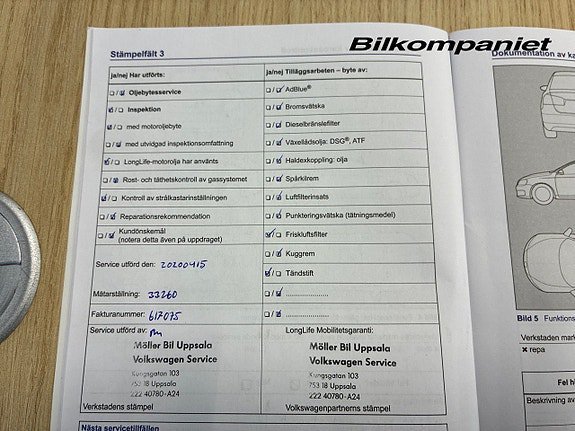 Bilkompaniet
Stämpelfält 3
Dokumentation av ka
ja/nej Har utförts:
Oljebytesservice
Inspektion
med motoroljebyte
med utvidgad inspektionsomfattning
LongLife-motorolja har använts
Rost- och täthetskontroll av gassystemet
Kontroll av strålkastarinställningen
Reparationsrekommendation
Kundönskemål
(notera detta även på uppdraget)
Service utförd den: 20200415
Mätarställning: 33260
Fakturanummer: 617075
ja/nej Tilläggsarbeten – byte av:
AdBlue®
Bromsvätska
Dieselbränslefilter
Växellådsolja: DSG®, ATF
Haldexkoppling: olja
Spårkilrem
Luftfilterinsats
Punkteringsvätska (tätningsmedel)
Friskluftsfilter
Kuggrem
Tändstift
....................
....................
Service utförd av:
Möller Bil Uppsala
Volkswagen Service
Kungsgatan 103
753 18 Uppsala
222 40780-A24
Verkstadens stämpel
LongLife Mobilitetsgaranti:
Möller Bil Uppsala
Volkswagen Service
Kungsgatan 103
753 18 Uppsala
222 40780-A24
Volkswagenpartnerns stämpel
Nästa servicetillfällen
Bild 5 Funktions
Verkstaden mark
× repa
Fel h
Beskrivning av